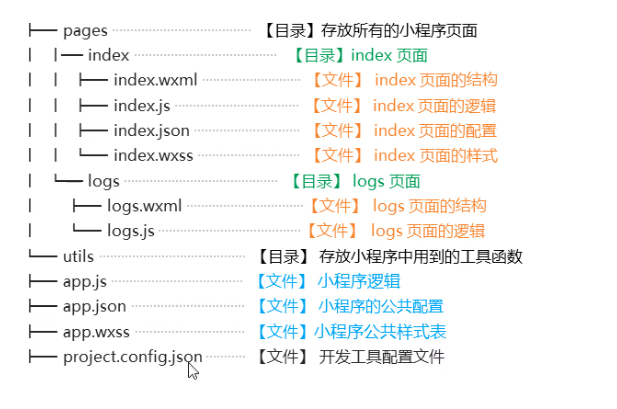 pages 【目录】存放所有的小程序页面
index 【目录】index 页面
index.wxml 【文件】 index 页面的结构
index.js 【文件】 index 页面的逻辑
index.json 【文件】 index 页面的配置
index.wxss 【文件】 index 页面的样式
logs 【目录】 logs 页面
logs.wxml 【文件】 logs 页面的结构
logs.js 【文件】 logs 页面的逻辑
utils 【目录】 存放小程序中用到的工具函数
app.js 【文件】 小程序逻辑
app.json 【文件】 小程序的公共配置
app.wxss 【文件】小程序公共样式表
project.config.json 【文件】 开发工具配置文件